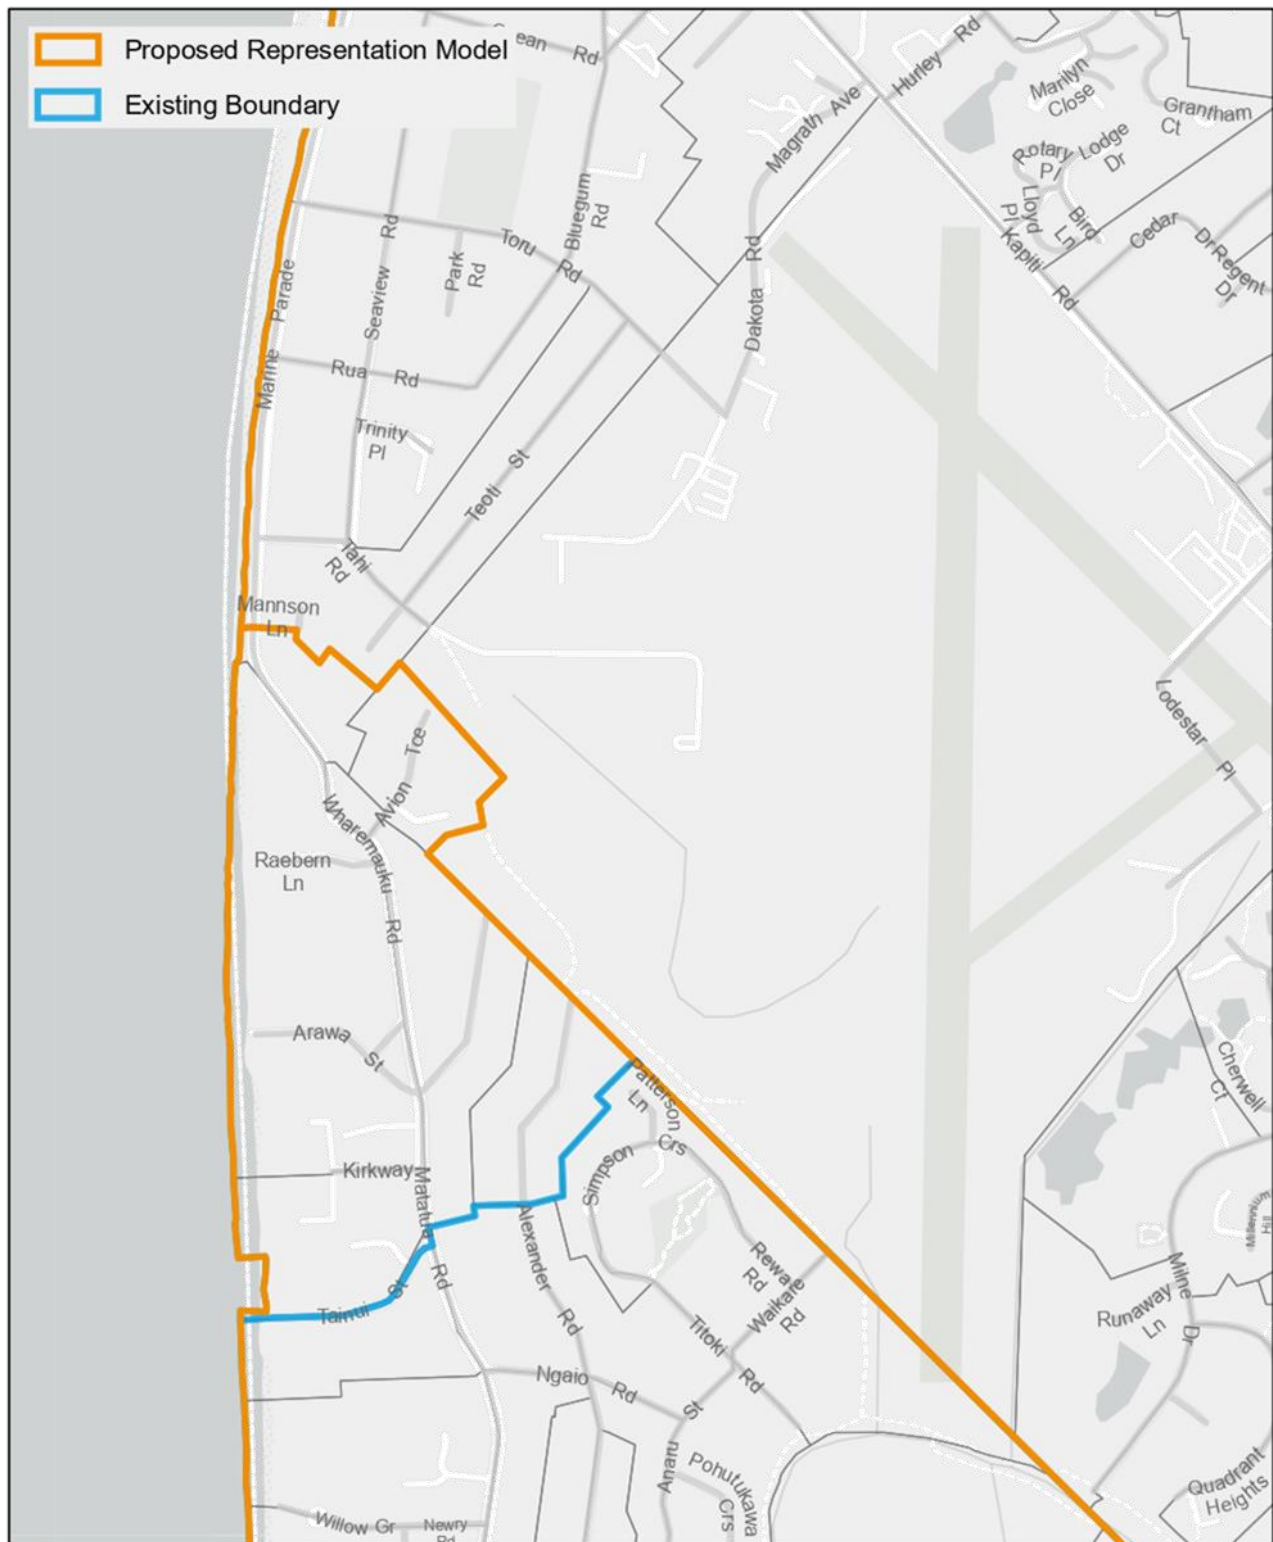 Proposed Representation Model
Existing Boundary
ean Rd
Hurley Rd
Marilyn
Close
Grantham
Ct
Magrath Ave
Rotary
Pl
Lodge
Dr
Lloyd
Pl
Bird
Ln
Cedar
Dr
Regent
Dr
Kapiti
Rd
Bluegum
Rd
Toru
Rd
Park
Rd
Seaview Rd
Marine Parade
Dakota Rd
Rua Rd
Trinity
Pl
Teoti St
Tahi
Rd
Mannson
Ln
Avion Tce
Wharemauku Rd
Raebern
Ln
Lodestar Pl
Arawa
St
Patterson
Ln
Cherwell
Ct
Simpson Crs
Kirkway
Matatua
Rd
Alexander
Rd
Tainui St
Rewa
Rd
Waikare
Rd
Titoki
Rd
Millennium
Hill
Milne
Dr
Runaway
Ln
Ngaio Rd
Anaru
St
Pohutukawa
Crs
Quadrant
Heights
Willow Gr
Newry
Rd